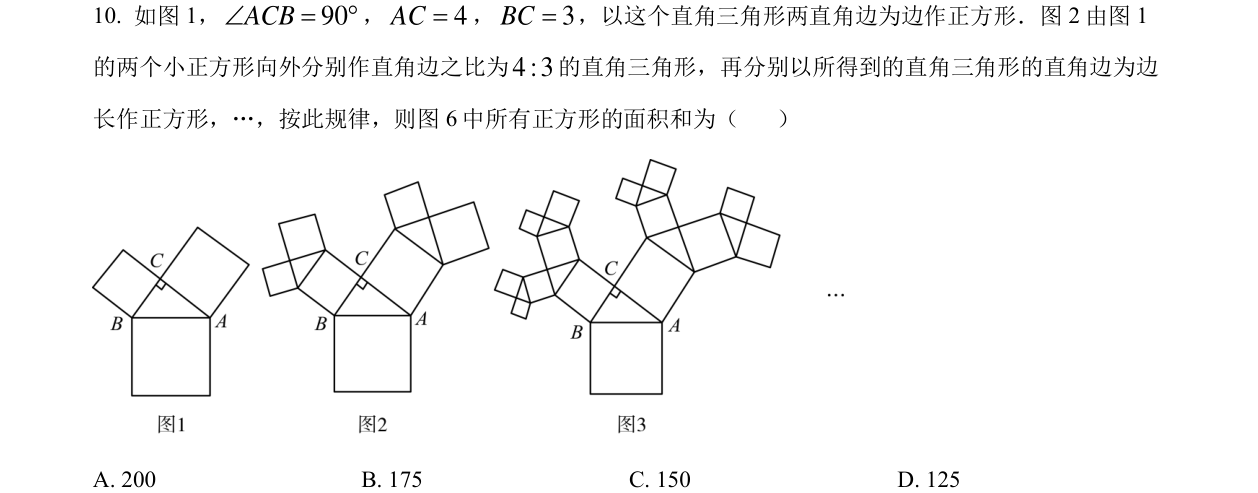 10. 如图 1，∠ACB = 90°，AC = 4，BC = 3，以这个直角三角形两直角边为边作正方形．图 2 由图 1
的两个小正方形向外分别作直角边之比为 4 : 3 的直角三角形，再分别以所得到的直角三角形的直角边为边
长作正方形，…，按此规律，则图 6 中所有正方形的面积和为（　　）
C
B
A
图1
C
B
A
图2
C
B
A
图3
…
A. 200
B. 175
C. 150
D. 125